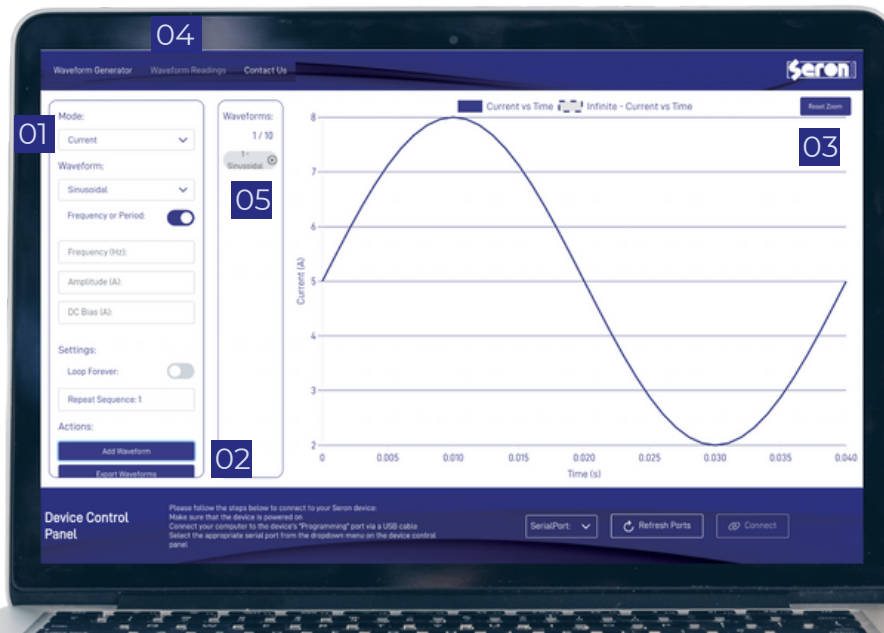 04
Waveform Generator Waveform Readings Contact Us
Seron
01
Mode:
Current
Waveform:
Sinusoidal
Frequency or Period:
Frequency (Hz):
Amplitude (A):
DC Bias (A):
Settings:
Loop Forever:
Repeat Sequence: 1
Actions:
Add Waveform
Export Waveforms
02
Waveforms:
1 / 10
1 -
Sinusoidal
05
Current vs Time Infinite - Current vs Time
Reset Zoom
03
Current (A)
8
7
6
5
4
3
2
0 0.005 0.010 0.015 0.020 0.025 0.030 0.035 0.040
Time (s)
Device Control
Panel
Please follow the steps below to connect to your Seron device:
Make sure that the device is powered on
Connect your computer to the device's "Programming" port via a USB cable
Select the appropriate serial port from the dropdown menu on the device control
panel
SerialPort:
Refresh Ports
Connect